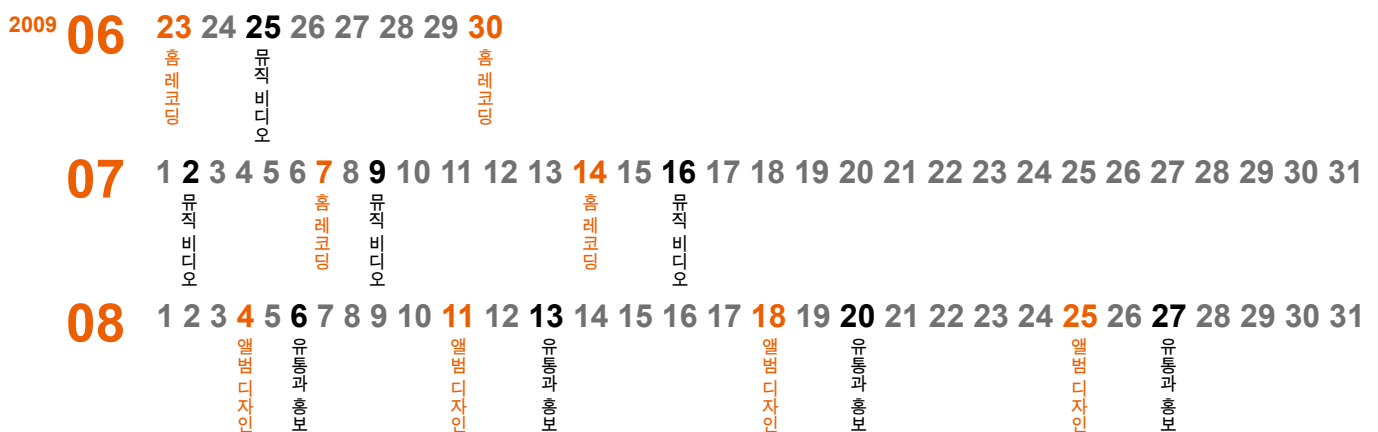 2009 06 23 24 25 26 27 28 29 30
홈 레코딩 뮤직 비디오 홈 레코딩
07 1 2 3 4 5 6 7 8 9 10 11 12 13 14 15 16 17 18 19 20 21 22 23 24 25 26 27 28 29 30 31
뮤직 비디오 홈 레코딩 뮤직 비디오 홈 레코딩 뮤직 비디오
08 1 2 3 4 5 6 7 8 9 10 11 12 13 14 15 16 17 18 19 20 21 22 23 24 25 26 27 28 29 30 31
앨범 디자인 유통과 홍보 앨범 디자인 유통과 홍보 앨범 디자인 유통과 홍보 앨범 디자인 유통과 홍보